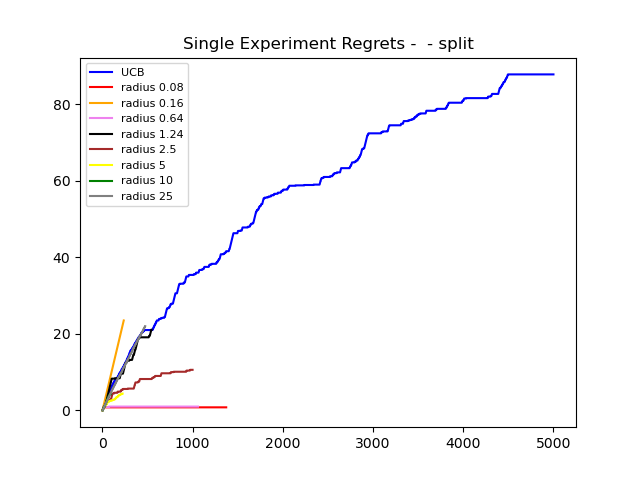 Single Experiment Regrets -  - split
UCB
radius 0.08
radius 0.16
radius 0.64
radius 1.24
radius 2.5
radius 5
radius 10
radius 25
80
60
40
20
0
0 1000 2000 3000 4000 5000